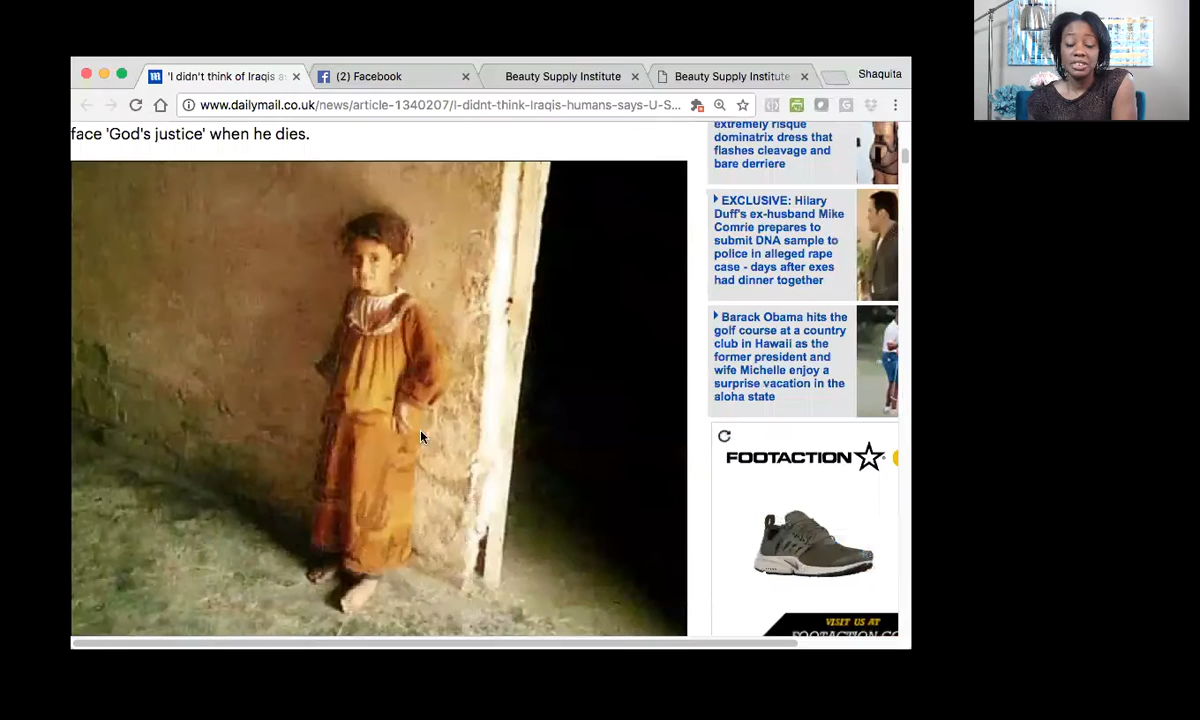 'I didn't think of Iraqis as
(2) Facebook
Beauty Supply Institute
Beauty Supply Institute
Shaquita
www.dailymail.co.uk/news/article-1340207/I-didnt-think-Iraqis-humans-says-U-S...
face 'God's justice' when he dies.
extremely risque
dominatrix dress that
flashes cleavage and
bare derriere
EXCLUSIVE: Hilary
Duff's ex-husband Mike
Comrie prepares to
submit DNA sample to
police in alleged rape
case - days after exes
had dinner together
Barack Obama hits the
golf course at a country
club in Hawaii as the
former president and
wife Michelle enjoy a
surprise vacation in the
aloha state
FOOTACTION
VISIT US AT
FOOTACTION.CO